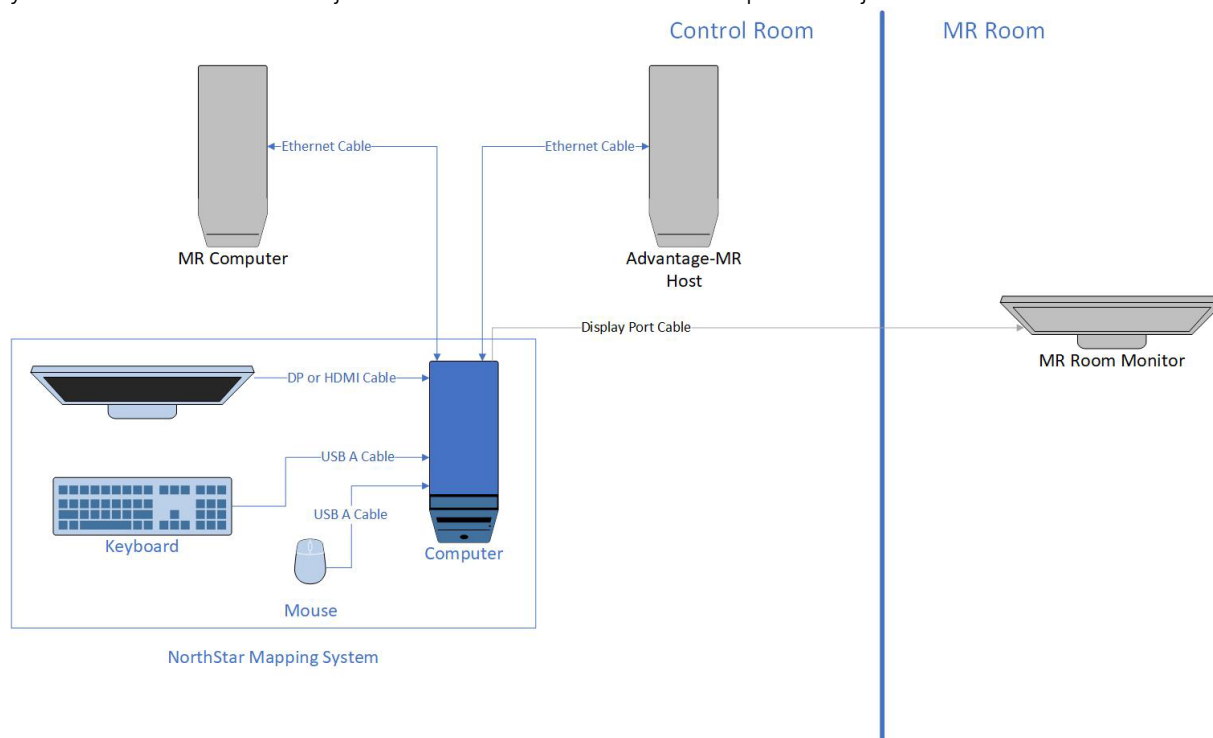 Control Room
MR Room
Ethernet Cable
Ethernet Cable
MR Computer
Advantage-MR
Host
Display Port Cable
MR Room Monitor
DP or HDMI Cable
USB A Cable
USB A Cable
Keyboard
Computer
Mouse
NorthStar Mapping System